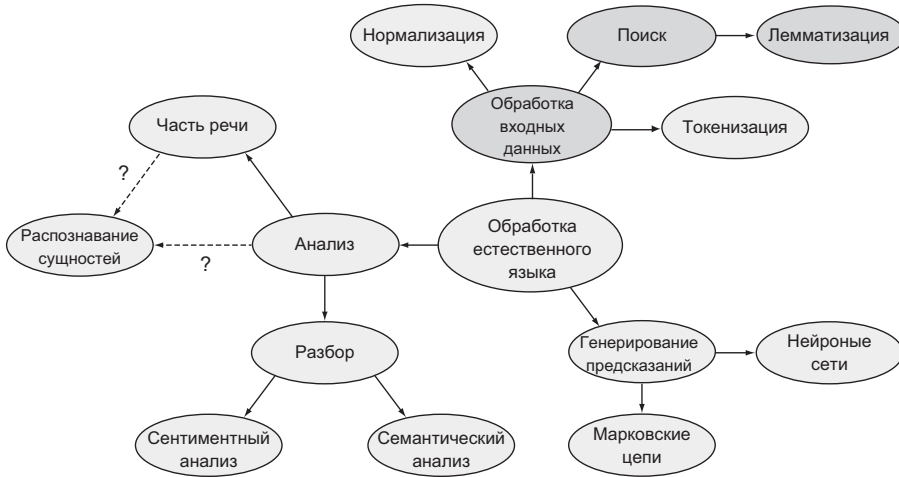 Нормализация
Поиск
Лемматизация
Обработка
входных
данных
Токенизация
Часть речи
?
Распознавание
сущностей
?
Анализ
Обработка
естественного
языка
Разбор
Генерирование
предсказаний
Нейроные
сети
Сентиментный
анализ
Семантический
анализ
Марковские
цепи